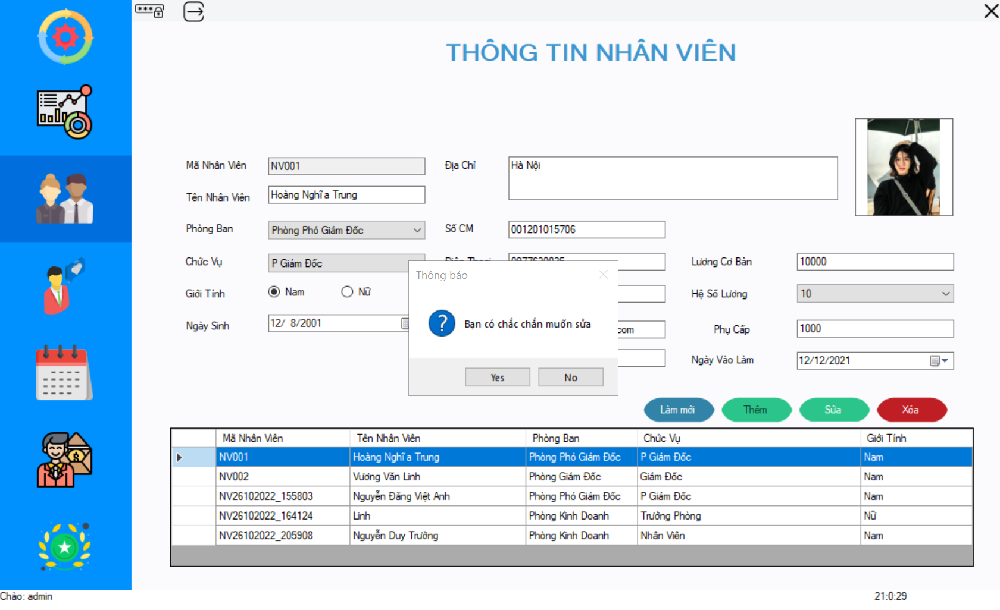 ***
THÔNG TIN NHÂN VIÊN
Mã Nhân Viên NV001 Địa Chỉ Hà Nội
Tên Nhân Viên Hoàng Nghĩa Trung
Phòng Ban Phòng Phó Giám Đốc Số CM 001201015706
Chức Vụ P Giám Đốc Lương Cơ Bản 10000
Thông báo
Giới Tính Nam Nữ Hệ Số Lương 10
Ngày Sinh 12/ 8/2001 Bạn có chắc chắn muốn sửa com Phụ Cấp 1000
Ngày Vào Làm 12/12/2021
Yes No
Làm mới Thêm Sửa Xóa
Mã Nhân Viên Tên Nhân Viên Phòng Ban Chức Vụ Giới Tính
NV001 Hoàng Nghĩa Trung Phòng Phó Giám Đốc P Giám Đốc Nam
NV002 Vương Văn Linh Phòng Giám Đốc Giám Đốc Nam
NV26102022_155803 Nguyễn Đăng Việt Anh Phòng Phó Giám Đốc P Giám Đốc Nam
NV26102022_164124 Linh Phòng Kinh Doanh Trưởng Phòng Nữ
NV26102022_205908 Nguyễn Duy Trường Phòng Kinh Doanh Nhân Viên Nam
Chào: admin 21:0:29